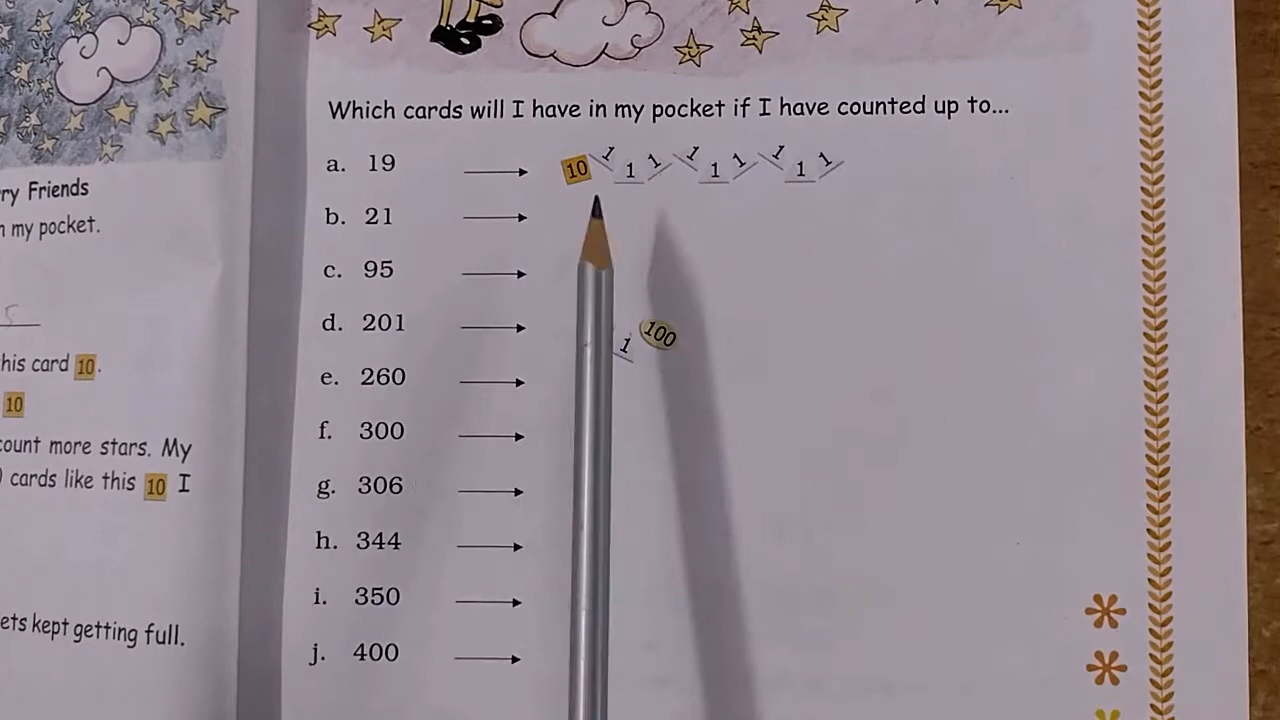 Which cards will I have in my pocket if I have counted up to...
a. 19 10 1 1 1 1 1 1 1 1 1
b. 21
c. 95
d. 201 1 100
e. 260
f. 300
g. 306
h. 344
i. 350
j. 400
ry Friends
my pocket.
5
his card 10.
10
ount more stars. My
cards like this 10 I
ets kept getting full.